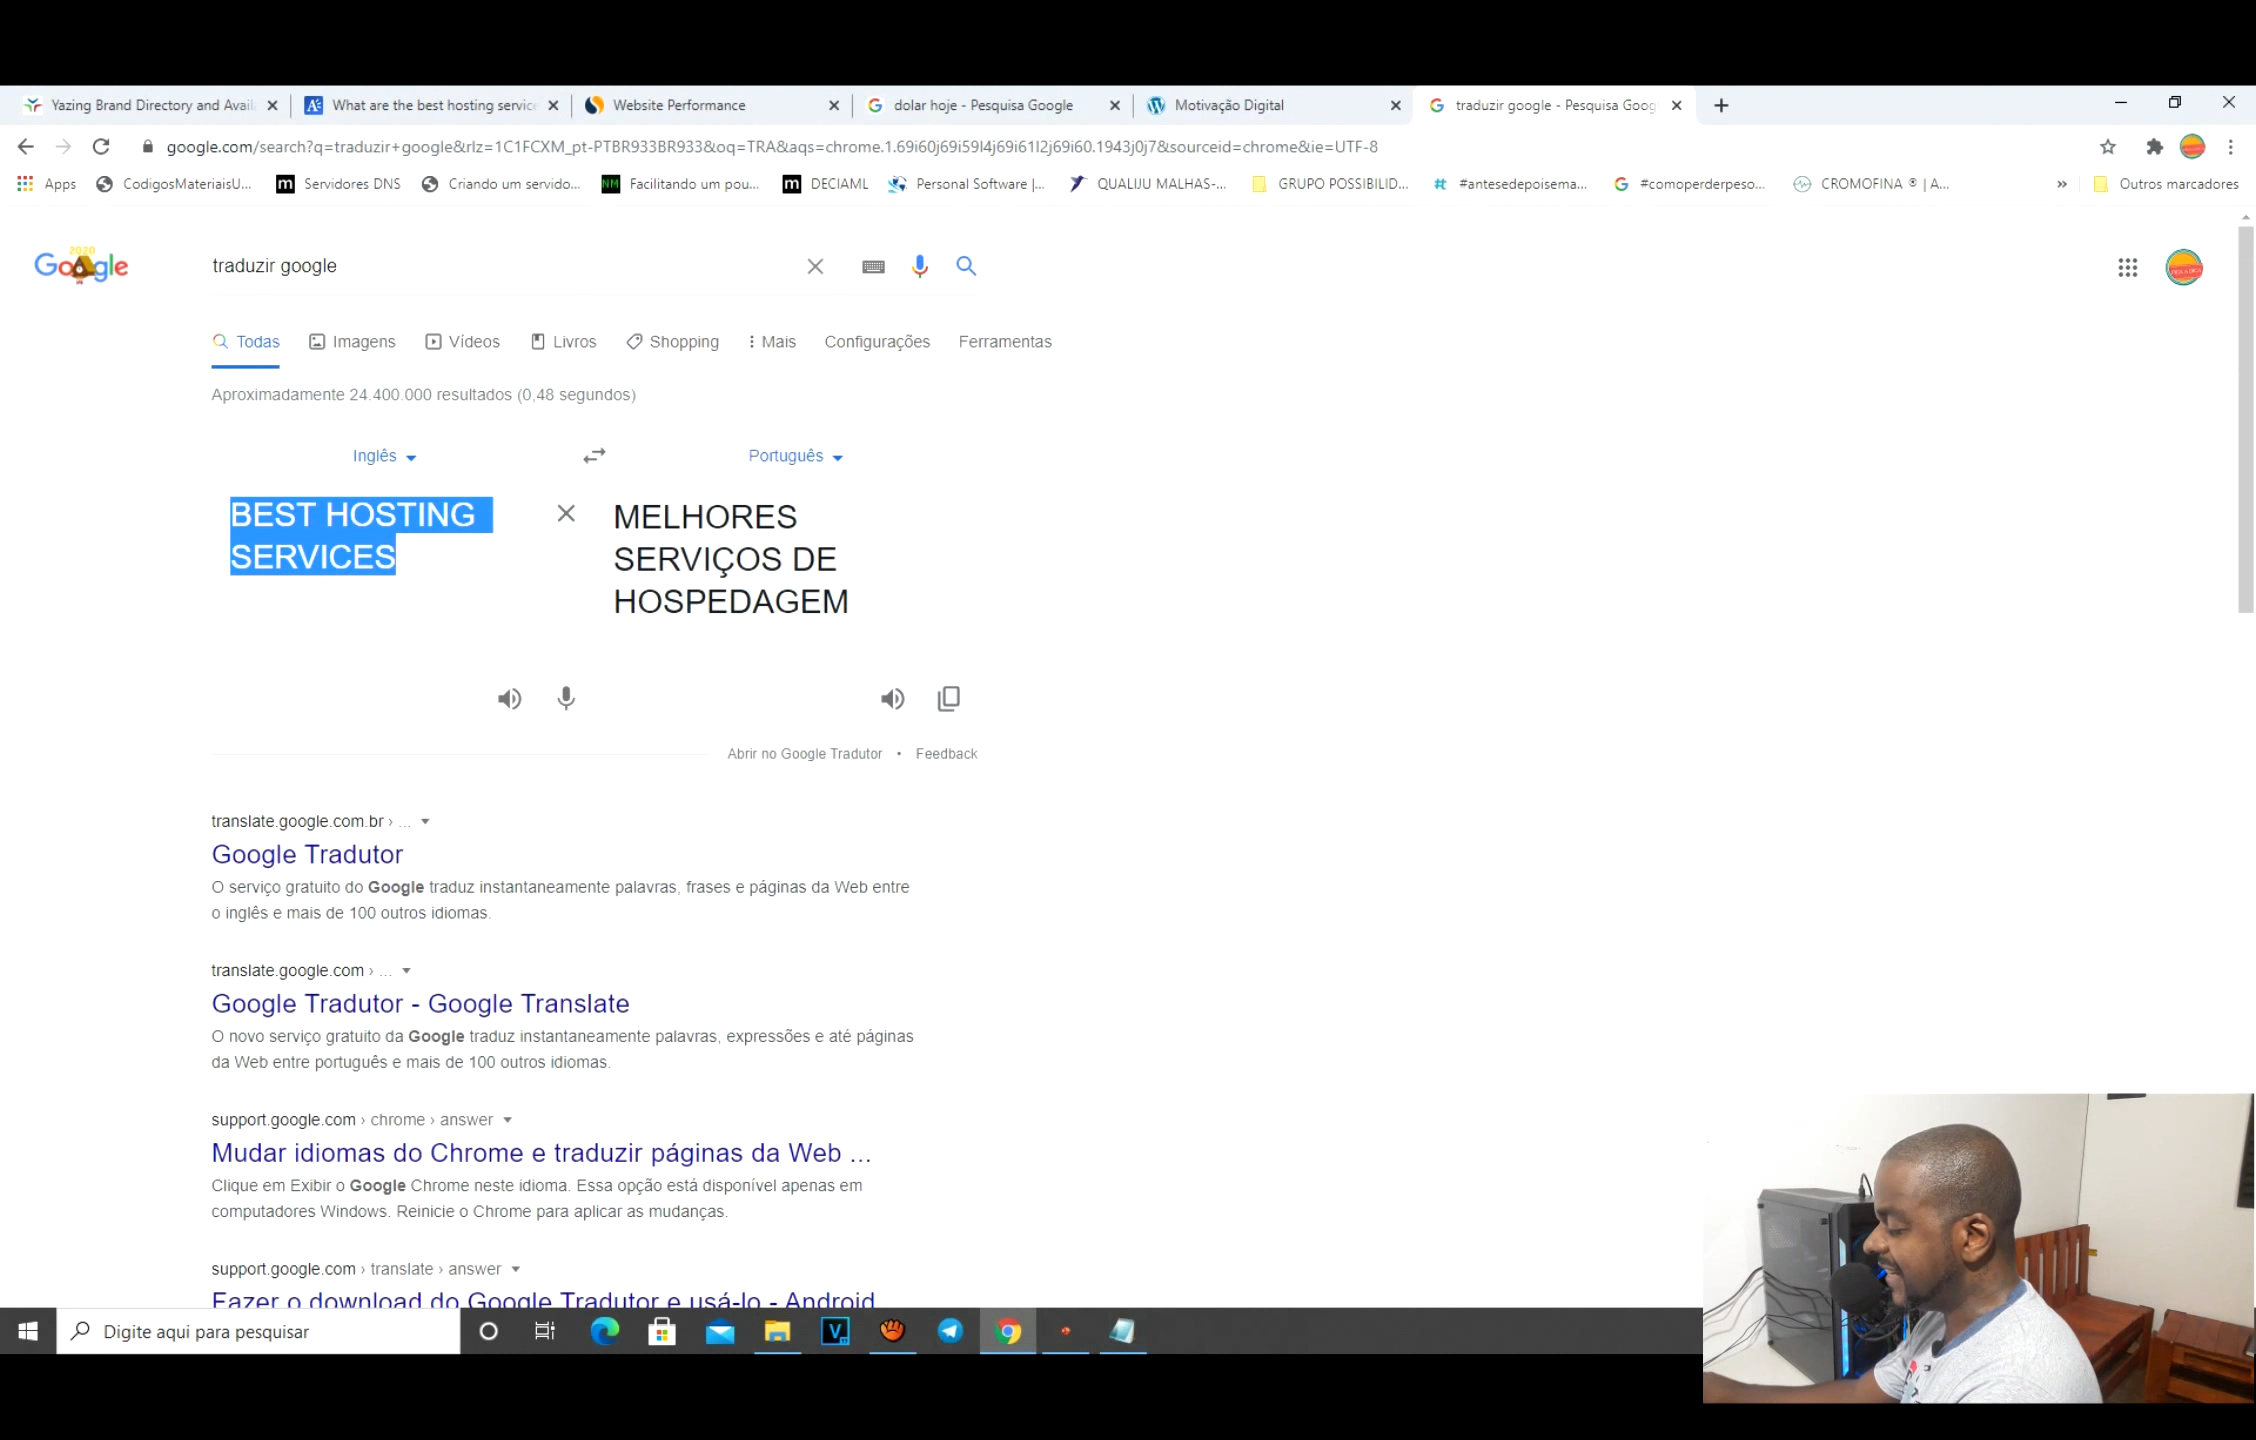 Yazing Brand Directory and Avail
What are the best hosting service
Website Performance
dolar hoje - Pesquisa Google
Motivação Digital
traduzir google - Pesquisa Goog
google.com/search?q=traduzir+google&rlz=1C1FCXM_pt-PTBR933BR933&oq=TRA&aqs=chrome.1.69i60j69i59l4j69i61l2j69i60.1943j0j7&sourceid=chrome&ie=UTF-8
Apps
CodigosMateriaisU...
Servidores DNS
Criando um servido...
Facilitando um pou...
DECIAML
Personal Software |...
QUALIJU MALHAS-...
GRUPO POSSIBILID...
#antesedepoisema...
#comoperderpeso...
CROMOFINA ® | A...
»
Outros marcadores
2020
Google
traduzir google
Todas
Imagens
Vídeos
Livros
Shopping
Mais
Configurações
Ferramentas
Aproximadamente 24.400.000 resultados (0,48 segundos)
Inglês
Português
BEST HOSTING
SERVICES
MELHORES
SERVIÇOS DE
HOSPEDAGEM
Abrir no Google Tradutor • Feedback
translate.google.com.br › ...
Google Tradutor
O serviço gratuito do Google traduz instantaneamente palavras, frases e páginas da Web entre
o inglês e mais de 100 outros idiomas.
translate.google.com › ...
Google Tradutor - Google Translate
O novo serviço gratuito da Google traduz instantaneamente palavras, expressões e até páginas
da Web entre português e mais de 100 outros idiomas.
support.google.com › chrome › answer
Mudar idiomas do Chrome e traduzir páginas da Web ...
Clique em Exibir o Google Chrome neste idioma. Essa opção está disponível apenas em
computadores Windows. Reinicie o Chrome para aplicar as mudanças.
support.google.com › translate › answer
Fazer o download do Google Tradutor e usá-lo - Android
Digite aqui para pesquisar